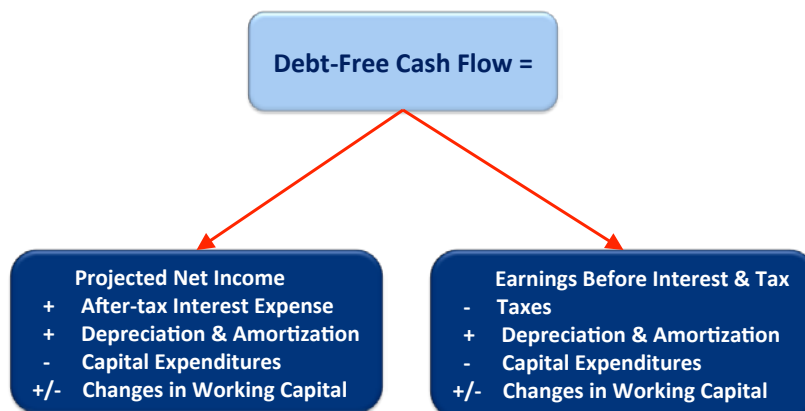 Debt-Free Cash Flow =
Projected Net Income
+ After-tax Interest Expense
+ Depreciation & Amortization
- Capital Expenditures
+/- Changes in Working Capital
Earnings Before Interest & Tax
- Taxes
+ Depreciation & Amortization
- Capital Expenditures
+/- Changes in Working Capital